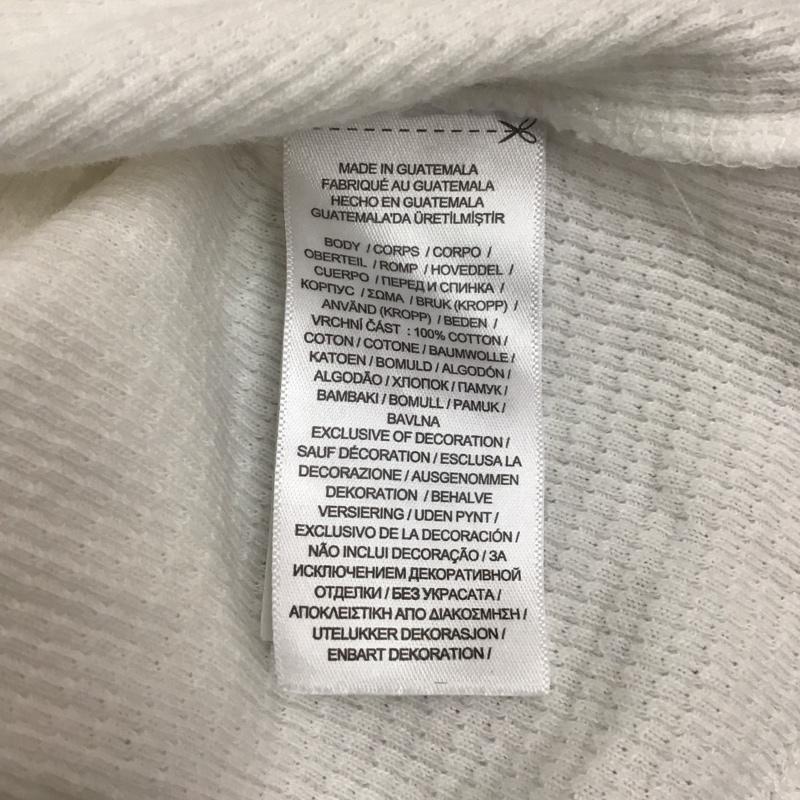 MADE IN GUATEMALA
FABRIQUÉ AU GUATEMALA
HECHO EN GUATEMALA
GUATEMALA'DA ÜRETİLMİŞTİR
BODY / CORPS / CORPO /
OBERTEIL / ROMP / HOVEDDEL /
CUERPO / ПЕРЕД И СПИНКА /
КОРПУС / ΣΩΜΑ / BRUK (KROPP) /
ANVÄND (KROPP) / BEDEN /
VRCHNÍ ČÁST : 100% COTTON /
COTON / COTONE / BAUMWOLLE /
KATOEN / BOMULD / ALGODÓN /
ALGODÃO / ХЛОПОК / ПАМУК /
BAMBAKI / BOMULL / PAMUK /
BAVLNA
EXCLUSIVE OF DECORATION /
SAUF DÉCORATION / ESCLUSA LA
DECORAZIONE / AUSGENOMMEN
DEKORATION / BEHALVE
VERSIERING / UDEN PYNT /
EXCLUSIVO DE LA DECORACIÓN /
NÃO INCLUI DECORAÇÃO / ЗА
ИСКЛЮЧЕНИЕМ ДЕКОРАТИВНОЙ
ОТДЕЛКИ / БЕЗ УКРАСАТА /
ΑΠΟΚΛΕΙΣΤΙΚΗ ΑΠΟ ΔΙΑΚΟΣΜΗΣΗ /
UTELUKKER DEKORASJON /
ENBART DEKORATION /